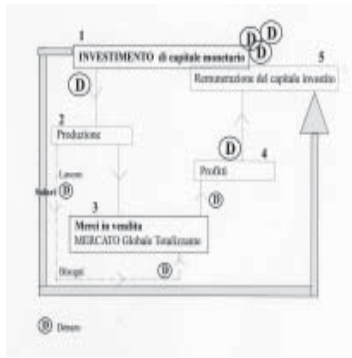 1
INVESTIMENTO di capitale monetario
D
D
D
D
5
Remunerazione del capitale investito
2
Produzione
D
4
Profitti
Lavoro
Salari D
D
3
Merci in vendita
MERCATO Globale Totalizzante
Bisogni
D
D Denaro